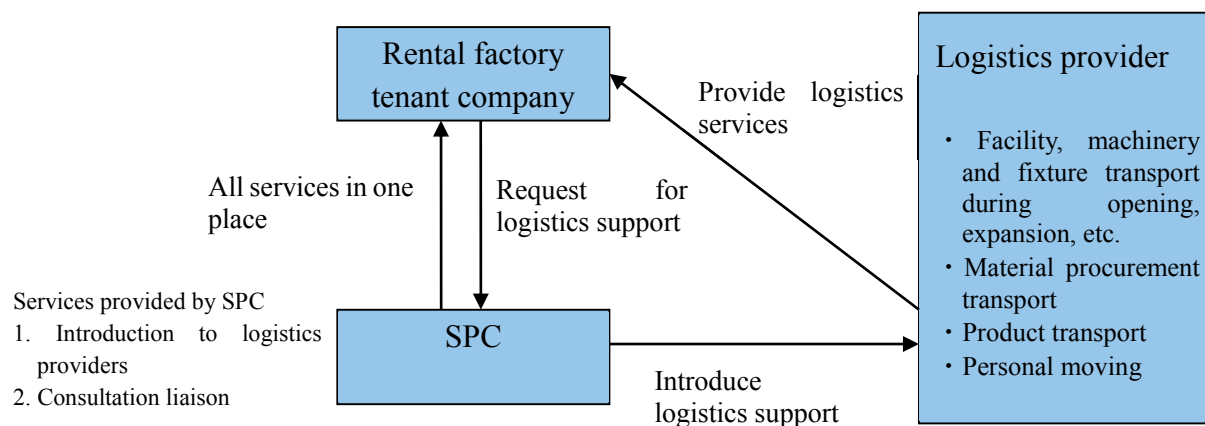 Rental factory
tenant company
Logistics provider
Provide logistics
services
・ Facility, machinery
and fixture transport
during opening,
expansion, etc.
・Material procurement
transport
・Product transport
・Personal moving
All services in one
place
Request for
logistics support
Services provided by SPC
1. Introduction to logistics
providers
2. Consultation liaison
SPC
Introduce
logistics support